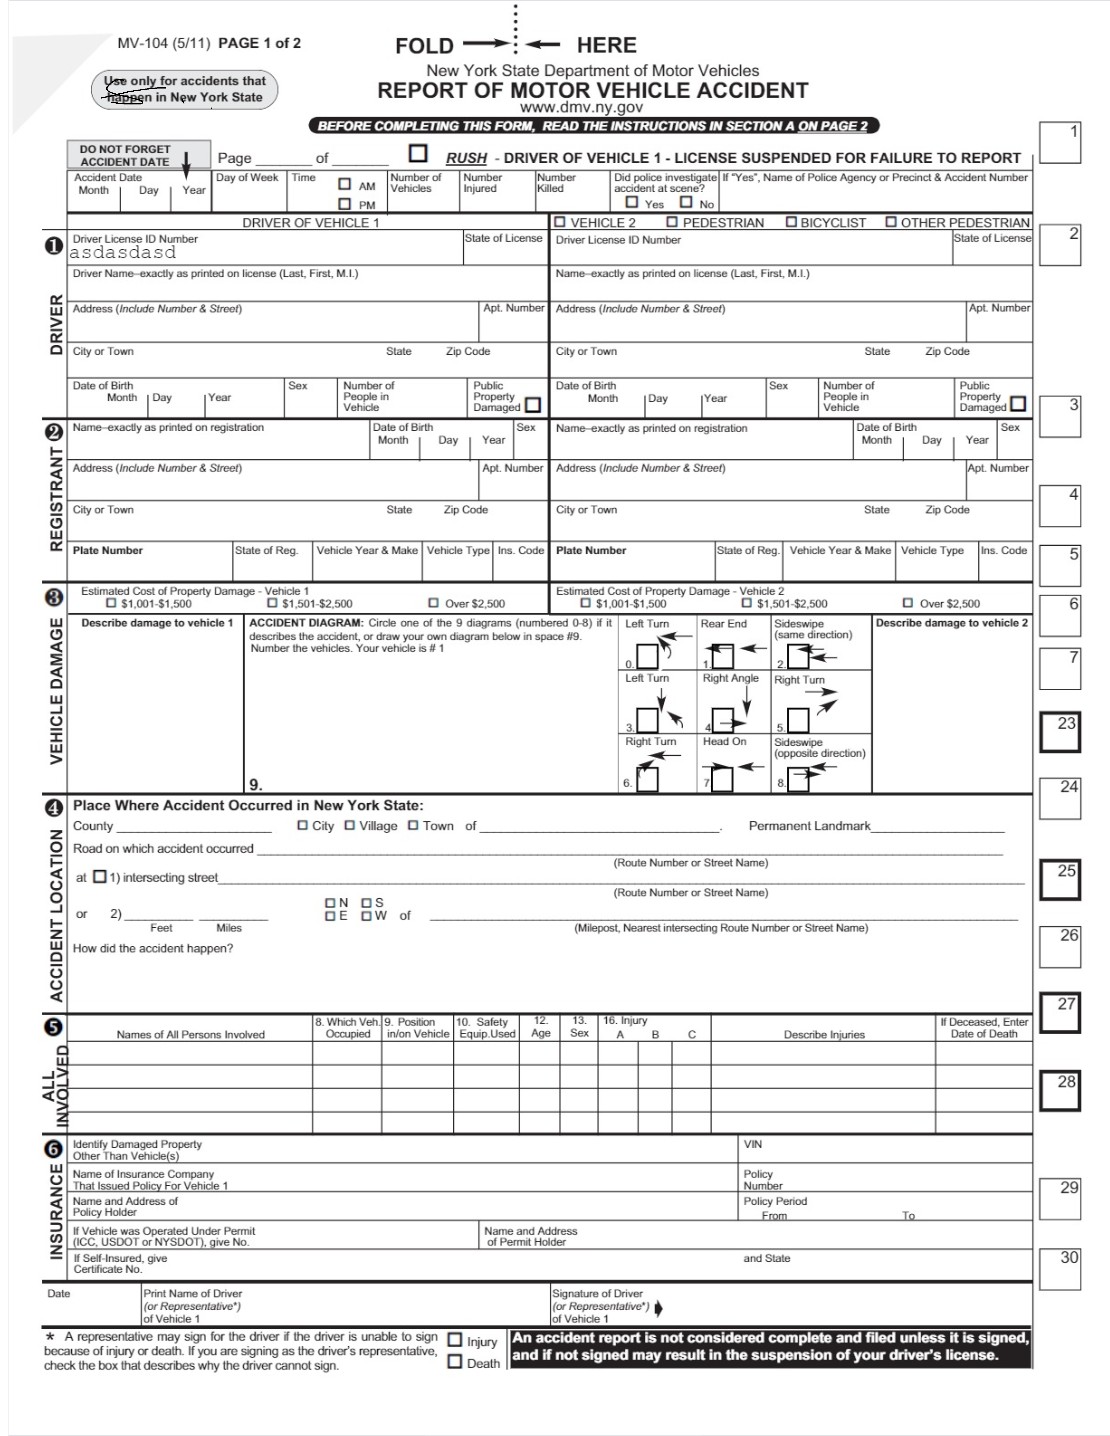 MV-104 (5/11) PAGE 1 of 2
FOLD HERE
Use only for accidents that
happen in New York State
New York State Department of Motor Vehicles
REPORT OF MOTOR VEHICLE ACCIDENT
www.dmv.ny.gov
BEFORE COMPLETING THIS FORM, READ THE INSTRUCTIONS IN SECTION A ON PAGE 2
1
DO NOT FORGET
ACCIDENT DATE
Page _______ of _______
RUSH - DRIVER OF VEHICLE 1 - LICENSE SUSPENDED FOR FAILURE TO REPORT
Accident Date
Month Day Year
Day of Week
Time
AM
PM
Number of
Vehicles
Number
Injured
Number
Killed
Did police investigate
accident at scene?
Yes No
If "Yes", Name of Police Agency or Precinct & Accident Number
DRIVER OF VEHICLE 1
VEHICLE 2 PEDESTRIAN BICYCLIST OTHER PEDESTRIAN
2
1
DRIVER
Driver License ID Number
asdasdasd
State of License
Driver License ID Number
State of License
Driver Name–exactly as printed on license (Last, First, M.I.)
Name–exactly as printed on license (Last, First, M.I.)
Address (Include Number & Street) Apt. Number
Address (Include Number & Street) Apt. Number
City or Town State Zip Code
City or Town State Zip Code
Date of Birth
Month Day Year
Sex
Number of
People in
Vehicle
Public
Property
Damaged
Date of Birth
Month Day Year
Sex
Number of
People in
Vehicle
Public
Property
Damaged
3
2
REGISTRANT
Name–exactly as printed on registration
Date of Birth
Month Day Year
Sex
Name–exactly as printed on registration
Date of Birth
Month Day Year
Sex
Address (Include Number & Street) Apt. Number
Address (Include Number & Street) Apt. Number
4
City or Town State Zip Code
City or Town State Zip Code
Plate Number State of Reg. Vehicle Year & Make Vehicle Type Ins. Code
Plate Number State of Reg. Vehicle Year & Make Vehicle Type Ins. Code
5
3
VEHICLE DAMAGE
Estimated Cost of Property Damage - Vehicle 1
$1,001-$1,500 $1,501-$2,500 Over $2,500
Estimated Cost of Property Damage - Vehicle 2
$1,001-$1,500 $1,501-$2,500 Over $2,500
6
Describe damage to vehicle 1
ACCIDENT DIAGRAM: Circle one of the 9 diagrams (numbered 0-8) if it
describes the accident, or draw your own diagram below in space #9.
Number the vehicles. Your vehicle is # 1
9.
Left Turn
0.
Rear End
1.
Sideswipe
(same direction)
2.
Left Turn
3.
Right Angle
4.
Right Turn
5.
Right Turn
6.
Head On
7.
Sideswipe
(opposite direction)
8.
Describe damage to vehicle 2
7
23
24
4
ACCIDENT LOCATION
Place Where Accident Occurred in New York State:
County ____ City Village Town of ____. Permanent Landmark____
Road on which accident occurred ____
(Route Number or Street Name)
at 1) intersecting street____
(Route Number or Street Name)
25
or 2) ____ ____
Feet Miles
N S
E W of ____
(Milepost, Nearest intersecting Route Number or Street Name)
26
How did the accident happen?
27
5
ALL
INVOLVED
Names of All Persons Involved
8. Which Veh.
Occupied
9. Position
in/on Vehicle
10. Safety
Equip.Used
12.
Age
13.
Sex
16. Injury
A B C
Describe Injuries
If Deceased, Enter
Date of Death
28
6
INSURANCE
Identify Damaged Property
Other Than Vehicle(s)
VIN
Name of Insurance Company
That Issued Policy For Vehicle 1
Policy
Number
29
Name and Address of
Policy Holder
Policy Period
From To
If Vehicle was Operated Under Permit
(ICC, USDOT or NYSDOT), give No.
Name and Address
of Permit Holder
If Self-Insured, give
Certificate No.
and State
30
Date
Print Name of Driver
(or Representative*)
of Vehicle 1
Signature of Driver
(or Representative*)
of Vehicle 1
* A representative may sign for the driver if the driver is unable to sign
because of injury or death. If you are signing as the driver's representative,
check the box that describes why the driver cannot sign.
Injury
Death
An accident report is not considered complete and filed unless it is signed,
and if not signed may result in the suspension of your driver's license.